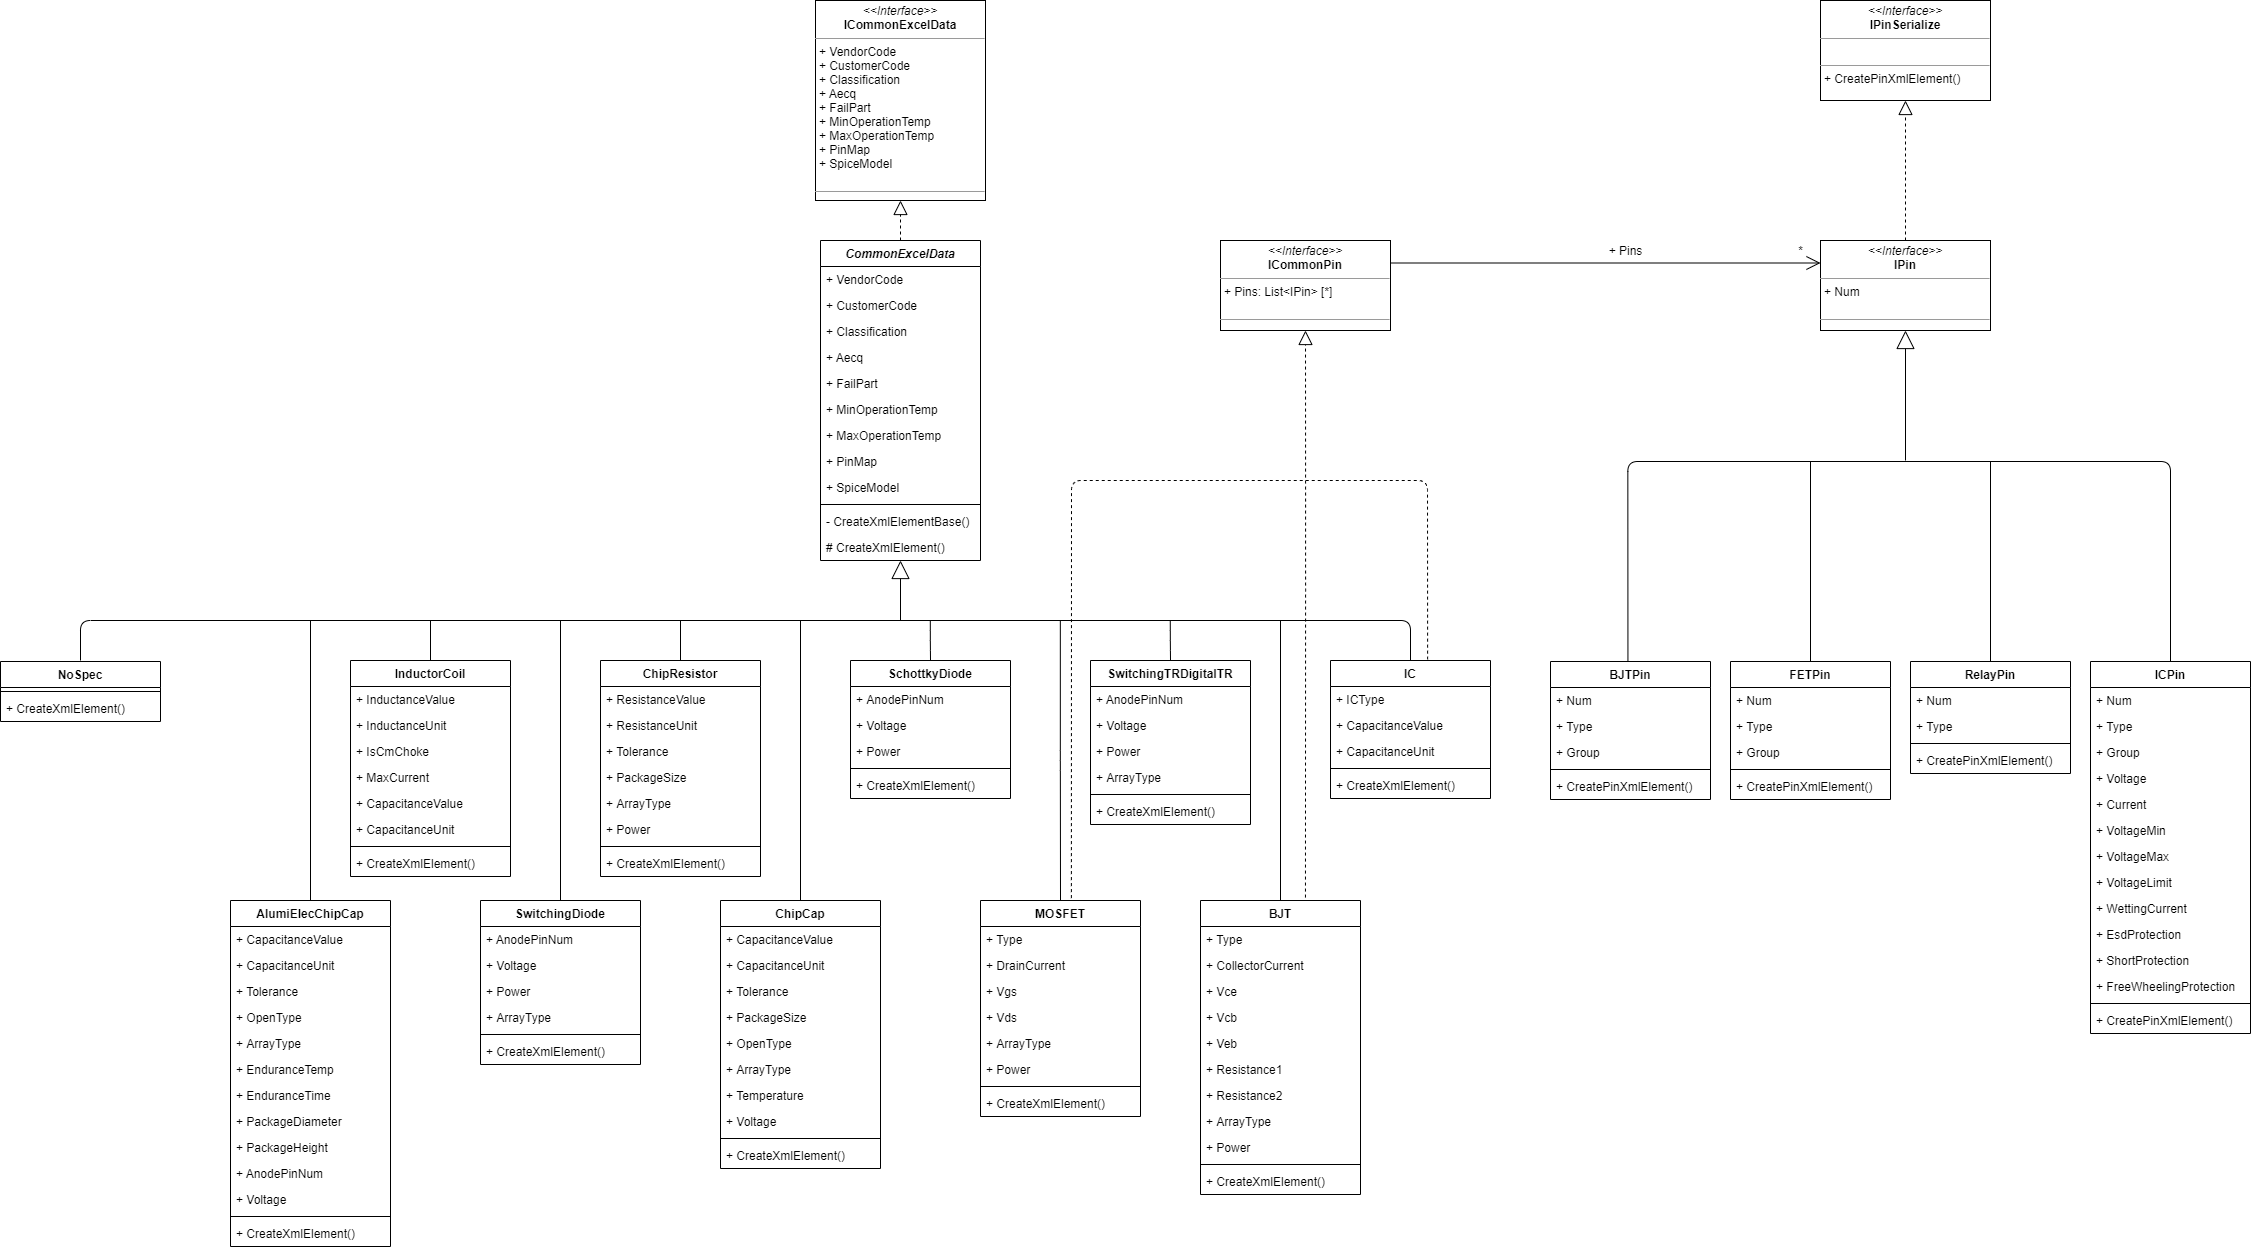 <<Interface>>
ICommonExcelData
+ VendorCode
+ CustomerCode
+ Classification
+ Aecq
+ FailPart
+ MinOperationTemp
+ MaxOperationTemp
+ PinMap
+ SpiceModel
<<Interface>>
IPinSerialize
+ CreatePinXmlElement()
CommonExcelData
+ VendorCode
+ CustomerCode
+ Classification
+ Aecq
+ FailPart
+ MinOperationTemp
+ MaxOperationTemp
+ PinMap
+ SpiceModel
- CreateXmlElementBase()
# CreateXmlElement()
<<Interface>>
ICommonPin
+ Pins: List<IPin> [*]
+ Pins
*
<<Interface>>
IPin
+ Num
NoSpec
+ CreateXmlElement()
InductorCoil
+ InductanceValue
+ InductanceUnit
+ IsCmChoke
+ MaxCurrent
+ CapacitanceValue
+ CapacitanceUnit
+ CreateXmlElement()
ChipResistor
+ ResistanceValue
+ ResistanceUnit
+ Tolerance
+ PackageSize
+ ArrayType
+ Power
+ CreateXmlElement()
SchottkyDiode
+ AnodePinNum
+ Voltage
+ Power
+ CreateXmlElement()
SwitchingTRDigitalTR
+ AnodePinNum
+ Voltage
+ Power
+ ArrayType
+ CreateXmlElement()
IC
+ ICType
+ CapacitanceValue
+ CapacitanceUnit
+ CreateXmlElement()
BJTPin
+ Num
+ Type
+ Group
+ CreatePinXmlElement()
FETPin
+ Num
+ Type
+ Group
+ CreatePinXmlElement()
RelayPin
+ Num
+ Type
+ CreatePinXmlElement()
ICPin
+ Num
+ Type
+ Group
+ Voltage
+ Current
+ VoltageMin
+ VoltageMax
+ VoltageLimit
+ WettingCurrent
+ EsdProtection
+ ShortProtection
+ FreeWheelingProtection
+ CreatePinXmlElement()
AlumiElecChipCap
+ CapacitanceValue
+ CapacitanceUnit
+ Tolerance
+ OpenType
+ ArrayType
+ EnduranceTemp
+ EnduranceTime
+ PackageDiameter
+ PackageHeight
+ AnodePinNum
+ Voltage
+ CreateXmlElement()
SwitchingDiode
+ AnodePinNum
+ Voltage
+ Power
+ ArrayType
+ CreateXmlElement()
ChipCap
+ CapacitanceValue
+ CapacitanceUnit
+ Tolerance
+ PackageSize
+ OpenType
+ ArrayType
+ Temperature
+ Voltage
+ CreateXmlElement()
MOSFET
+ Type
+ DrainCurrent
+ Vgs
+ Vds
+ ArrayType
+ Power
+ CreateXmlElement()
BJT
+ Type
+ CollectorCurrent
+ Vce
+ Vcb
+ Veb
+ Resistance1
+ Resistance2
+ ArrayType
+ Power
+ CreateXmlElement()